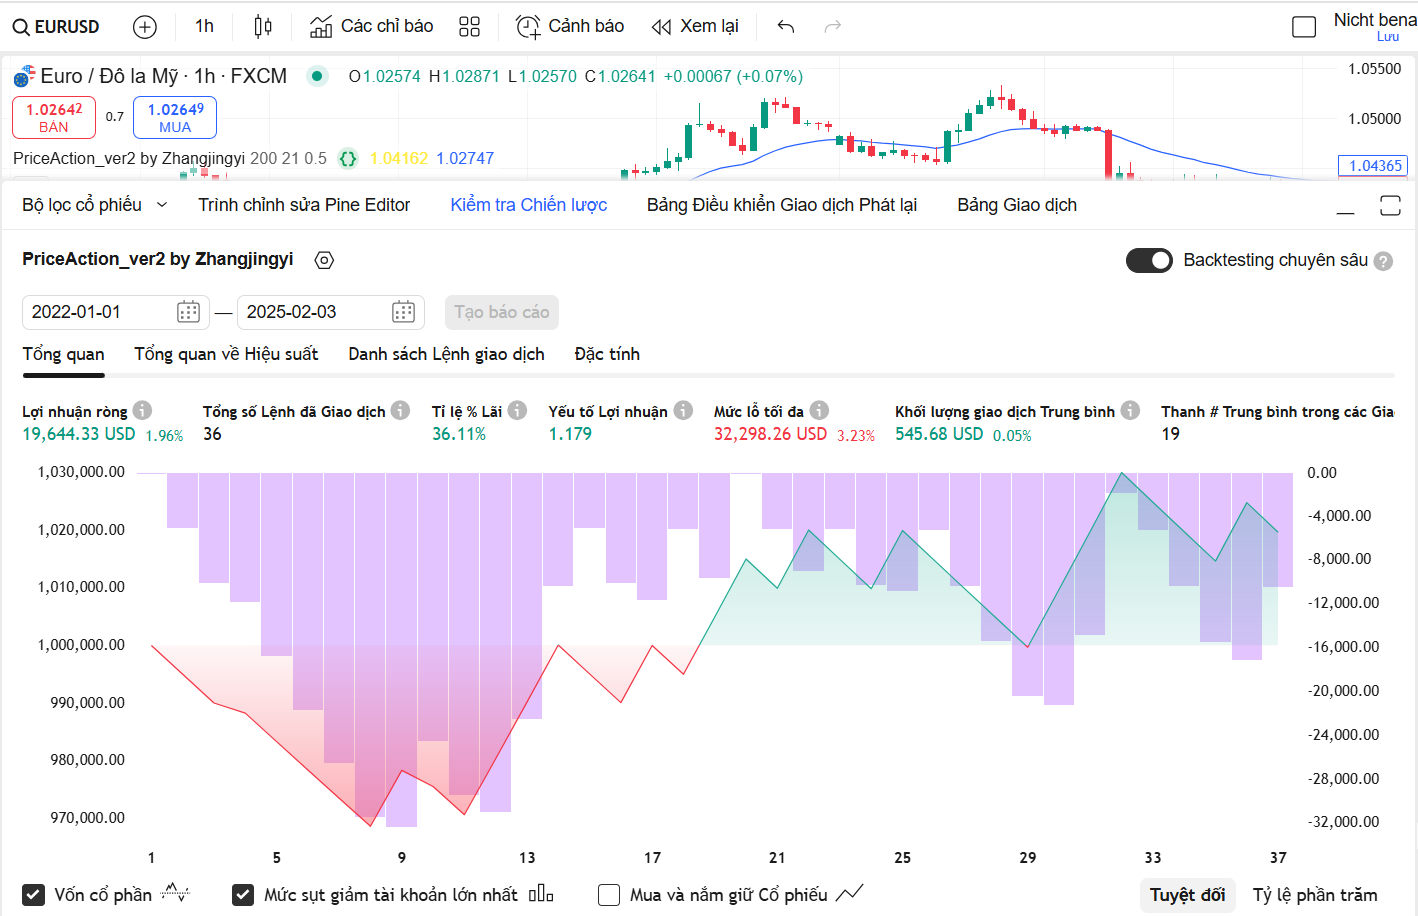 EURUSD 1h Các chỉ báo Cảnh báo Xem lại Nicht bena
Lưu
Euro / Đô la Mỹ · 1h · FXCM O1.02574 H1.02871 L1.02570 C1.02641 +0.00067 (+0.07%) 1.05500
1.02642 0.7 1.02649 1.05000
BÁN MUA
PriceAction_ver2 by Zhangjingyi 200 21 0.5 {} 1.04162 1.02747 1.04365
Bộ lọc cổ phiếu Trình chỉnh sửa Pine Editor Kiểm tra Chiến lược Bảng Điều khiển Giao dịch Phát lại Bảng Giao dịch
PriceAction_ver2 by Zhangjingyi Backtesting chuyên sâu ?
2022-01-01 — 2025-02-03 Tạo báo cáo
Tổng quan Tổng quan về Hiệu suất Danh sách Lệnh giao dịch Đặc tính
Lợi nhuận ròng Tổng số Lệnh đã Giao dịch Tỉ lệ % Lãi Yếu tố Lợi nhuận Mức lỗ tối đa Khối lượng giao dịch Trung bình Thanh # Trung bình trong các Gia
19,644.33 USD 1.96% 36 36.11% 1.179 32,298.26 USD 3.23% 545.68 USD 0.05% 19
1,030,000.00 0.00
1,020,000.00 -4,000.00
1,010,000.00 -8,000.00
1,000,000.00 -12,000.00
990,000.00 -16,000.00
980,000.00 -20,000.00
970,000.00 -24,000.00
-28,000.00
-32,000.00
1 5 9 13 17 21 25 29 33 37
Vốn cổ phần Mức sụt giảm tài khoản lớn nhất Mua và nắm giữ Cổ phiếu Tuyệt đối Tỷ lệ phần trăm